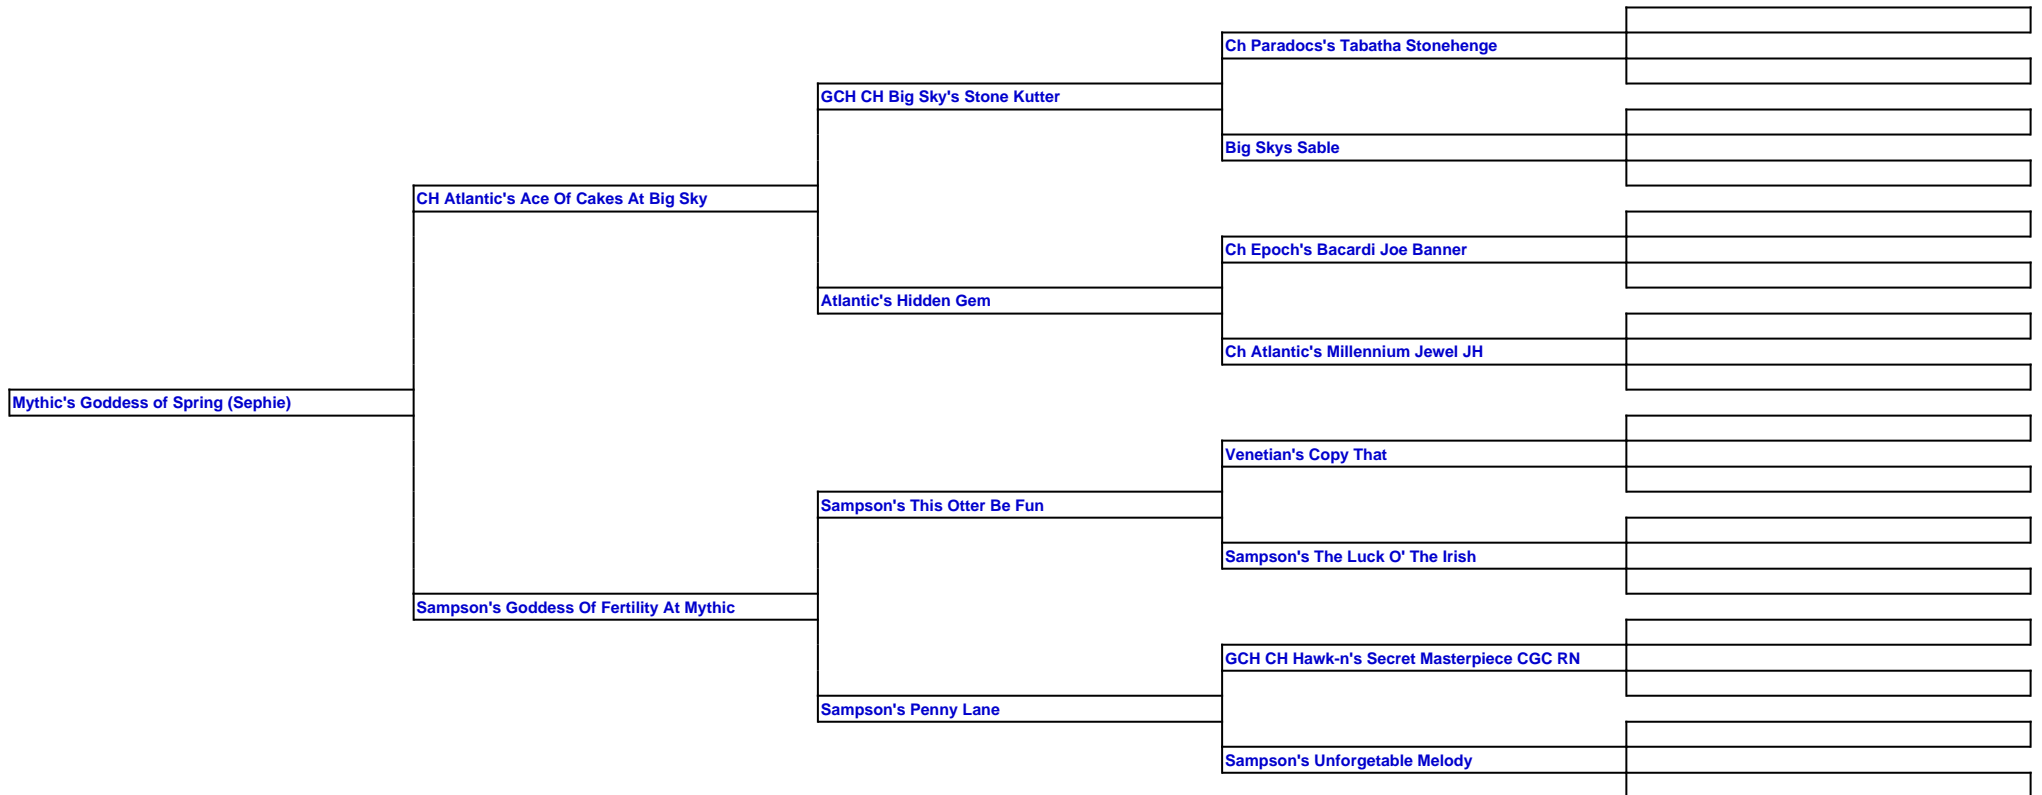 Ch Paradocs's Tabatha Stonehenge
GCH CH Big Sky's Stone Kutter
Big Skys Sable
CH Atlantic's Ace Of Cakes At Big Sky
Ch Epoch's Bacardi Joe Banner
Atlantic's Hidden Gem
Ch Atlantic's Millennium Jewel JH
Mythic's Goddess of Spring (Sephie)
Venetian's Copy That
Sampson's This Otter Be Fun
Sampson's The Luck O' The Irish
Sampson's Goddess Of Fertility At Mythic
GCH CH Hawk-n's Secret Masterpiece CGC RN
Sampson's Penny Lane
Sampson's Unforgetable Melody